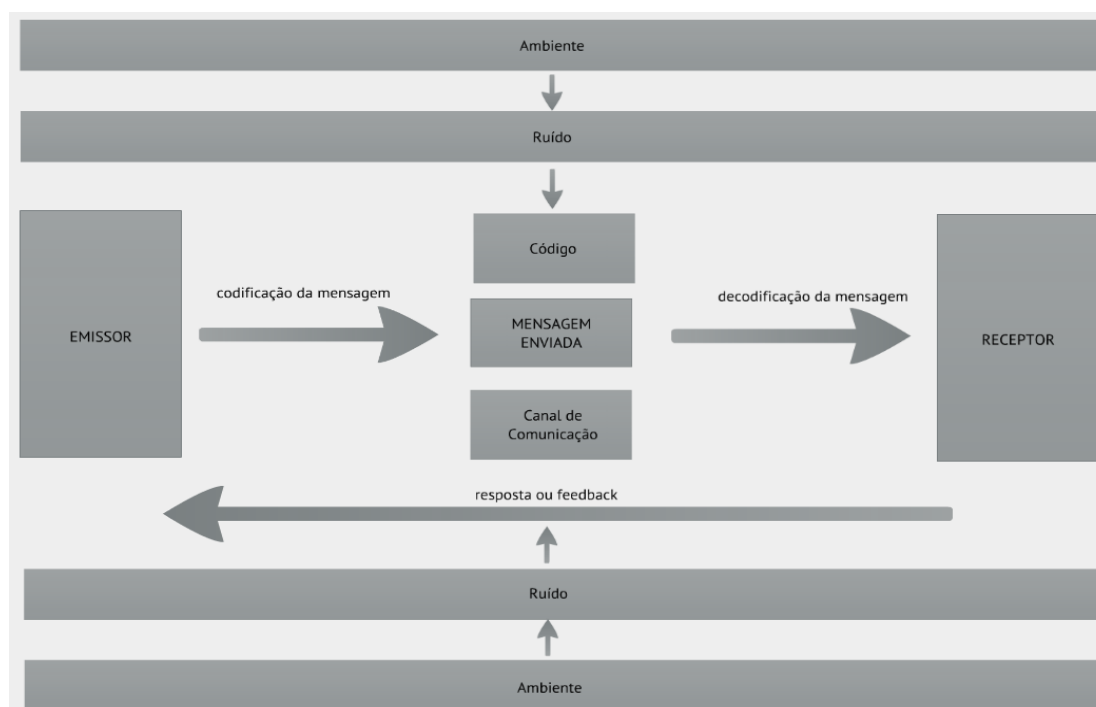 Ambiente
Ruído
Código
codificação da mensagem
decodificação da mensagem
EMISSOR
MENSAGEM
ENVIADA
RECEPTOR
Canal de
Comunicação
resposta ou feedback
Ruído
Ambiente